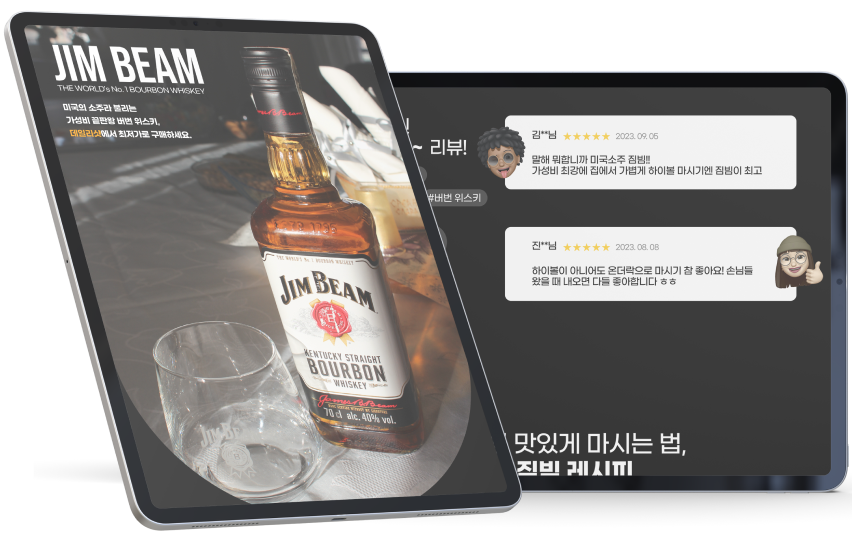 JIM BEAM
THE WORLD's No. 1 BOURBON WHISKEY
미국의 소주라 불리는
가성비 끝판왕 버번 위스키,
데일리샷에서 최저가로 구매하세요.
THE WORLD'S No. 1 BOURBON WHISKEY
JIM BEAM
KENTUCKY STRAIGHT
BOURBON
WHISKEY
70 cl alc. 40% vol.
~ 리뷰!
#버번 위스키
김**님 ★★★★★ 2023. 09. 05
말해 뭐합니까 미국소주 짐빔!!
가성비 최강에 집에서 가볍게 하이볼 마시기엔 짐빔이 최고
진**님 ★★★★★ 2023. 08. 08
하이볼이 아니어도 온더락으로 마시기 참 좋아요! 손님들
왔을 때 내오면 다들 좋아합니다 ㅎㅎ
맛있게 마시는 법,
짐빔 레시피